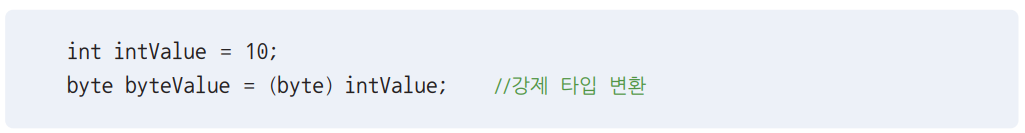 int intValue = 10;
byte byteValue = (byte) intValue; //강제 타입 변환